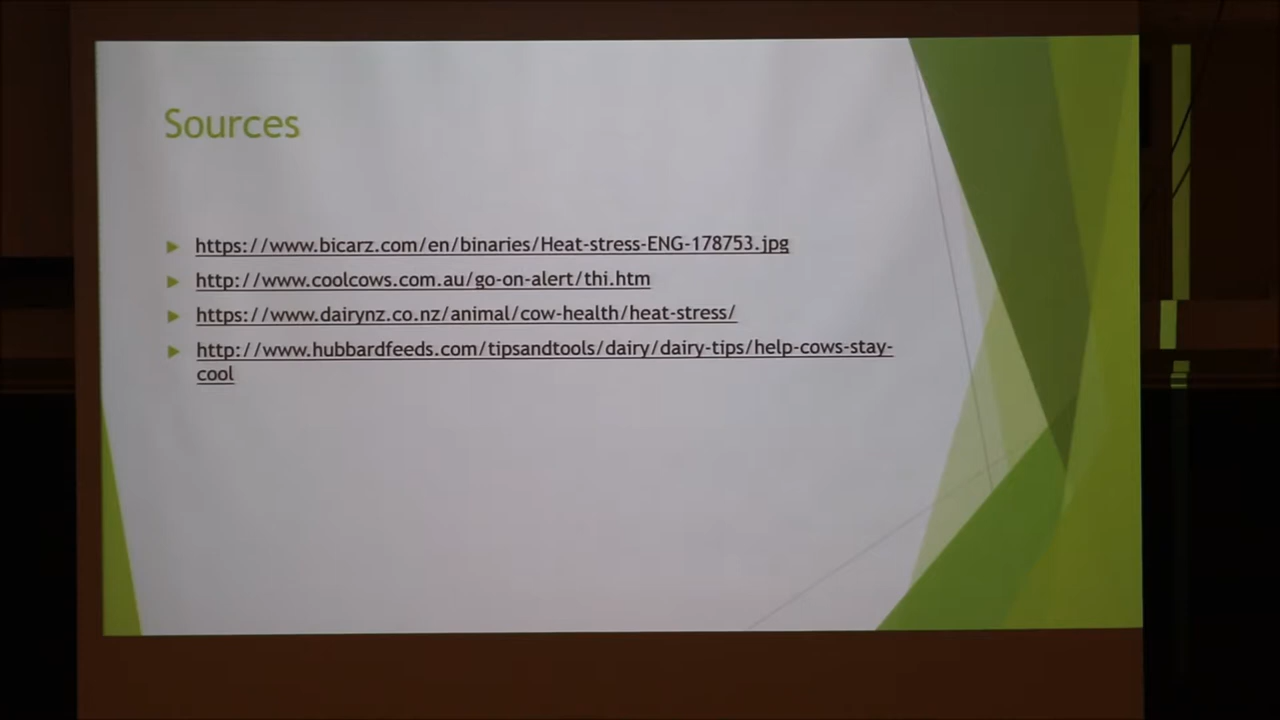 Sources
https://www.bicarz.com/en/binaries/Heat-stress-ENG-178753.jpg
http://www.coolcows.com.au/go-on-alert/thi.htm
https://www.dairynz.co.nz/animal/cow-health/heat-stress/
http://www.hubbardfeeds.com/tipsandtools/dairy/dairy-tips/help-cows-stay-
cool